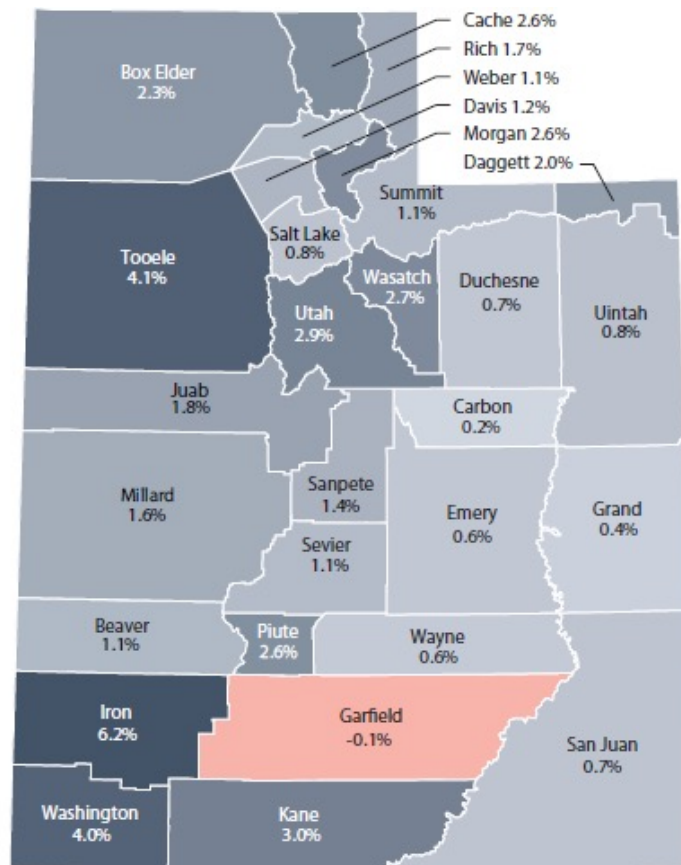 Cache 2.6%
Rich 1.7%
Weber 1.1%
Davis 1.2%
Morgan 2.6%
Daggett 2.0%
Box Elder
2.3%
Summit
1.1%
Tooele
4.1%
Salt Lake
0.8%
Wasatch
2.7%
Duchesne
0.7%
Uintah
0.8%
Utah
2.9%
Juab
1.8%
Carbon
0.2%
Millard
1.6%
Sanpete
1.4%
Emery
0.6%
Grand
0.4%
Sevier
1.1%
Beaver
1.1%
Piute
2.6%
Wayne
0.6%
Iron
6.2%
Garfield
-0.1%
San Juan
0.7%
Washington
4.0%
Kane
3.0%